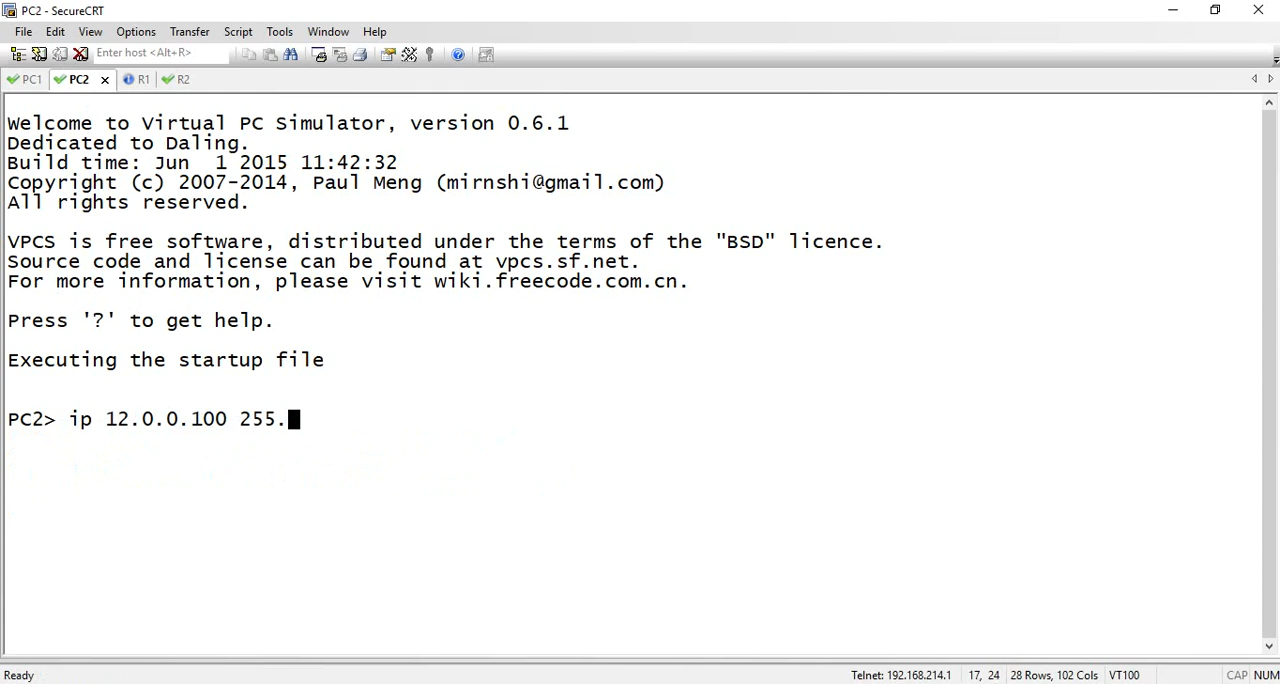 PC2 - SecureCRT
File Edit View Options Transfer Script Tools Window Help
Enter host <Alt+R>
PC1 PC2 R1 R2
Welcome to Virtual PC Simulator, version 0.6.1
Dedicated to Daling.
Build time: Jun  1 2015 11:42:32
Copyright (c) 2007-2014, Paul Meng (mirnshi@gmail.com)
All rights reserved.
VPCS is free software, distributed under the terms of the "BSD" licence.
Source code and license can be found at vpcs.sf.net.
For more information, please visit wiki.freecode.com.cn.
Press '?' to get help.
Executing the startup file
PC2> ip 12.0.0.100 255.
Ready Telnet: 192.168.214.1 17, 24 28 Rows, 102 Cols VT100 CAP NUM